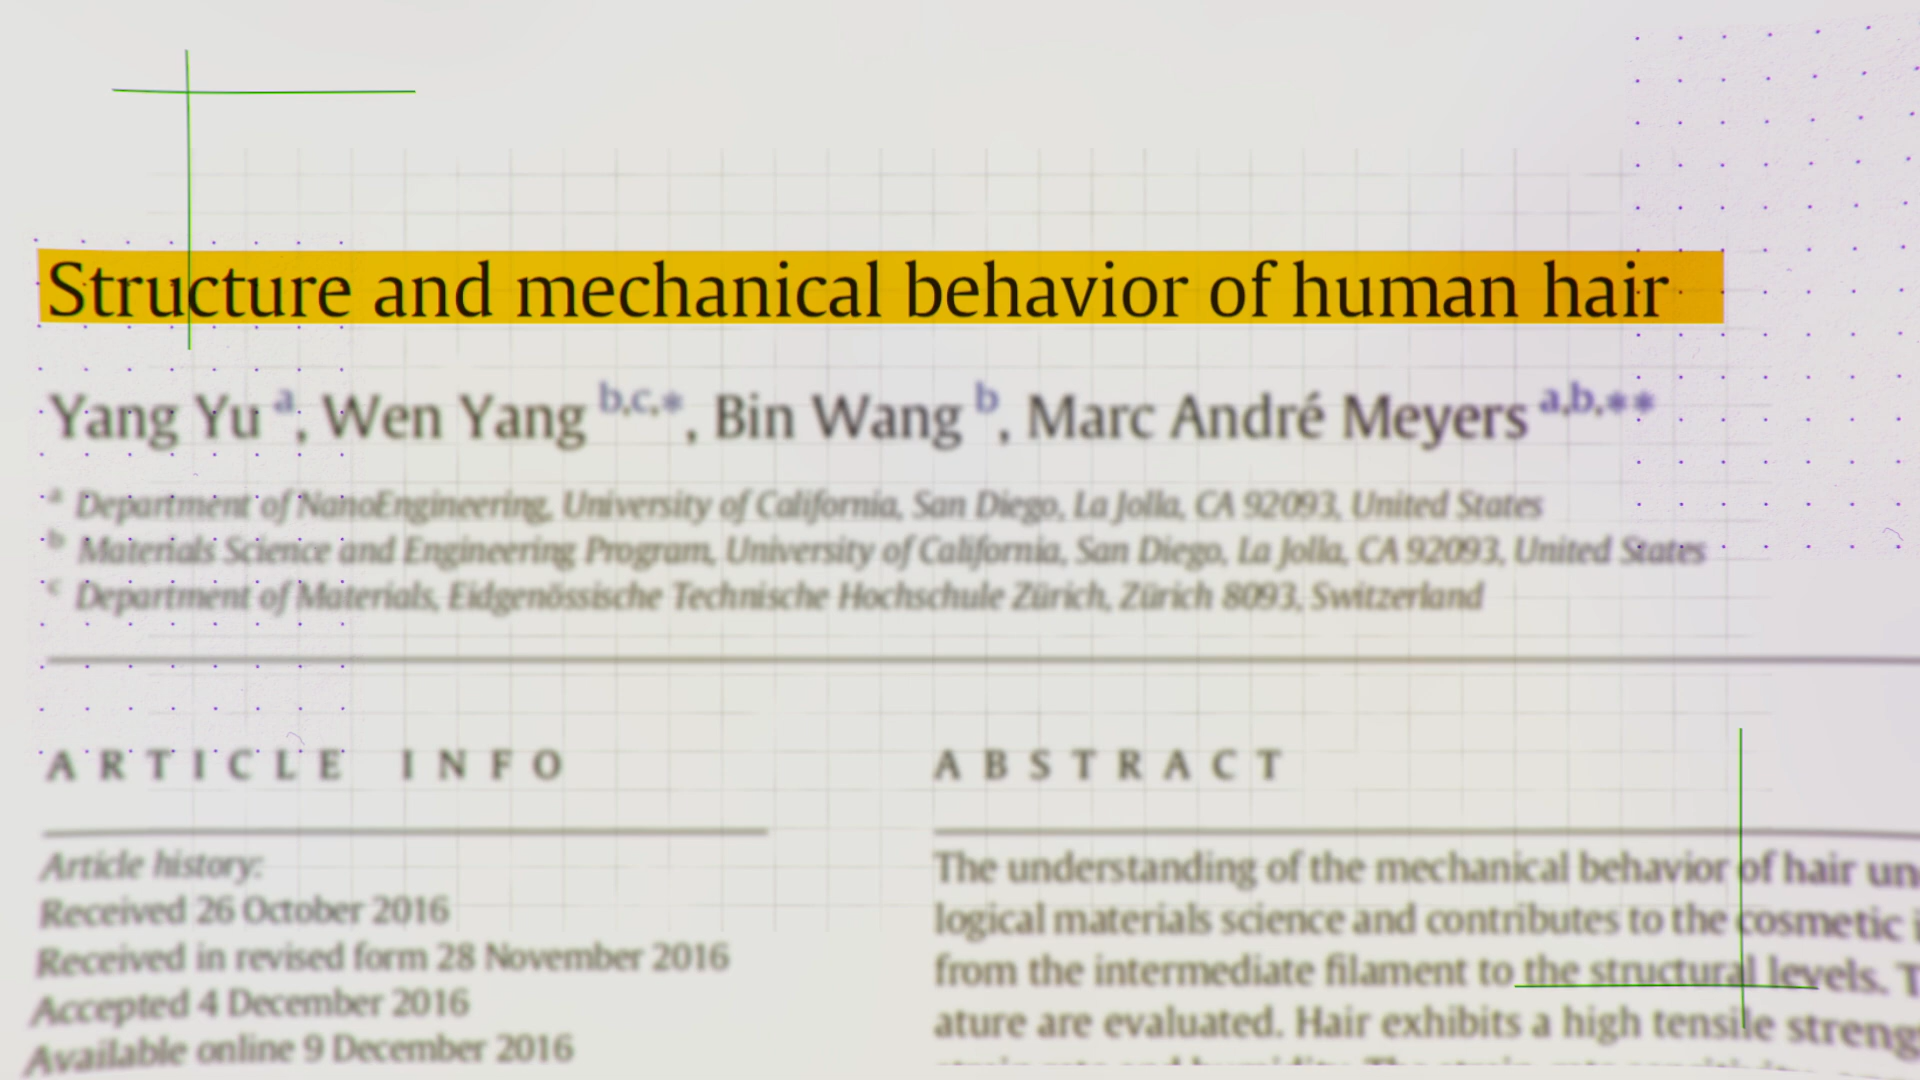 Structure and mechanical behavior of human hair
Yang Yu a, Wen Yang b,c,*, Bin Wang b, Marc André Meyers a,b,**
a Department of NanoEngineering, University of California, San Diego, La Jolla, CA 92093, United States
b Materials Science and Engineering Program, University of California, San Diego, La Jolla, CA 92093, United States
c Department of Materials, Eidgenössische Technische Hochschule Zürich, Zürich 8093, Switzerland
ARTICLE INFO
Article history:
Received 26 October 2016
Received in revised form 28 November 2016
Accepted 4 December 2016
Available online 9 December 2016
ABSTRACT
The understanding of the mechanical behavior of hair un
logical materials science and contributes to the cosmetic i
from the intermediate filament to the structural levels. T
ature are evaluated. Hair exhibits a high tensile streng